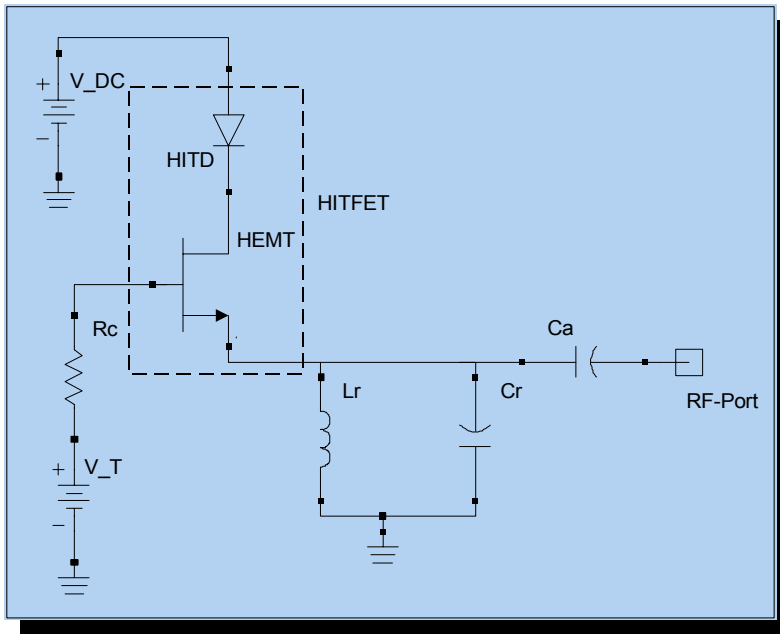 + V_DC
−
HITD
HITFET
HEMT
Rc
Ca
Lr
Cr
RF-Port
+ V_T
−